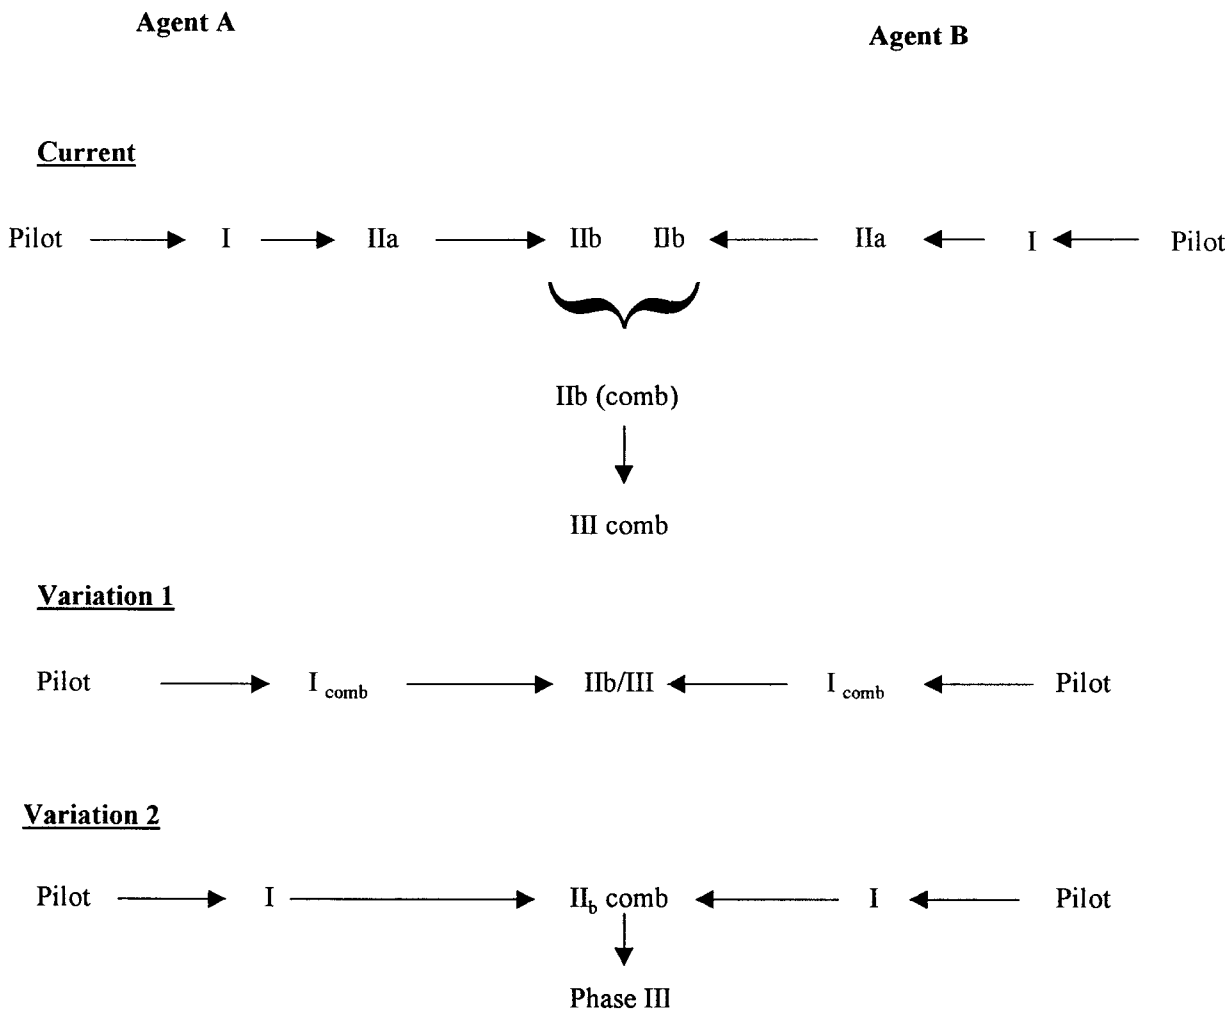 Agent A
Agent B
Current
Pilot I IIa IIb IIb IIa I Pilot
IIb (comb)
III comb
Variation 1
Pilot I comb IIb/III I comb Pilot
Variation 2
Pilot I IIb comb I Pilot
Phase III